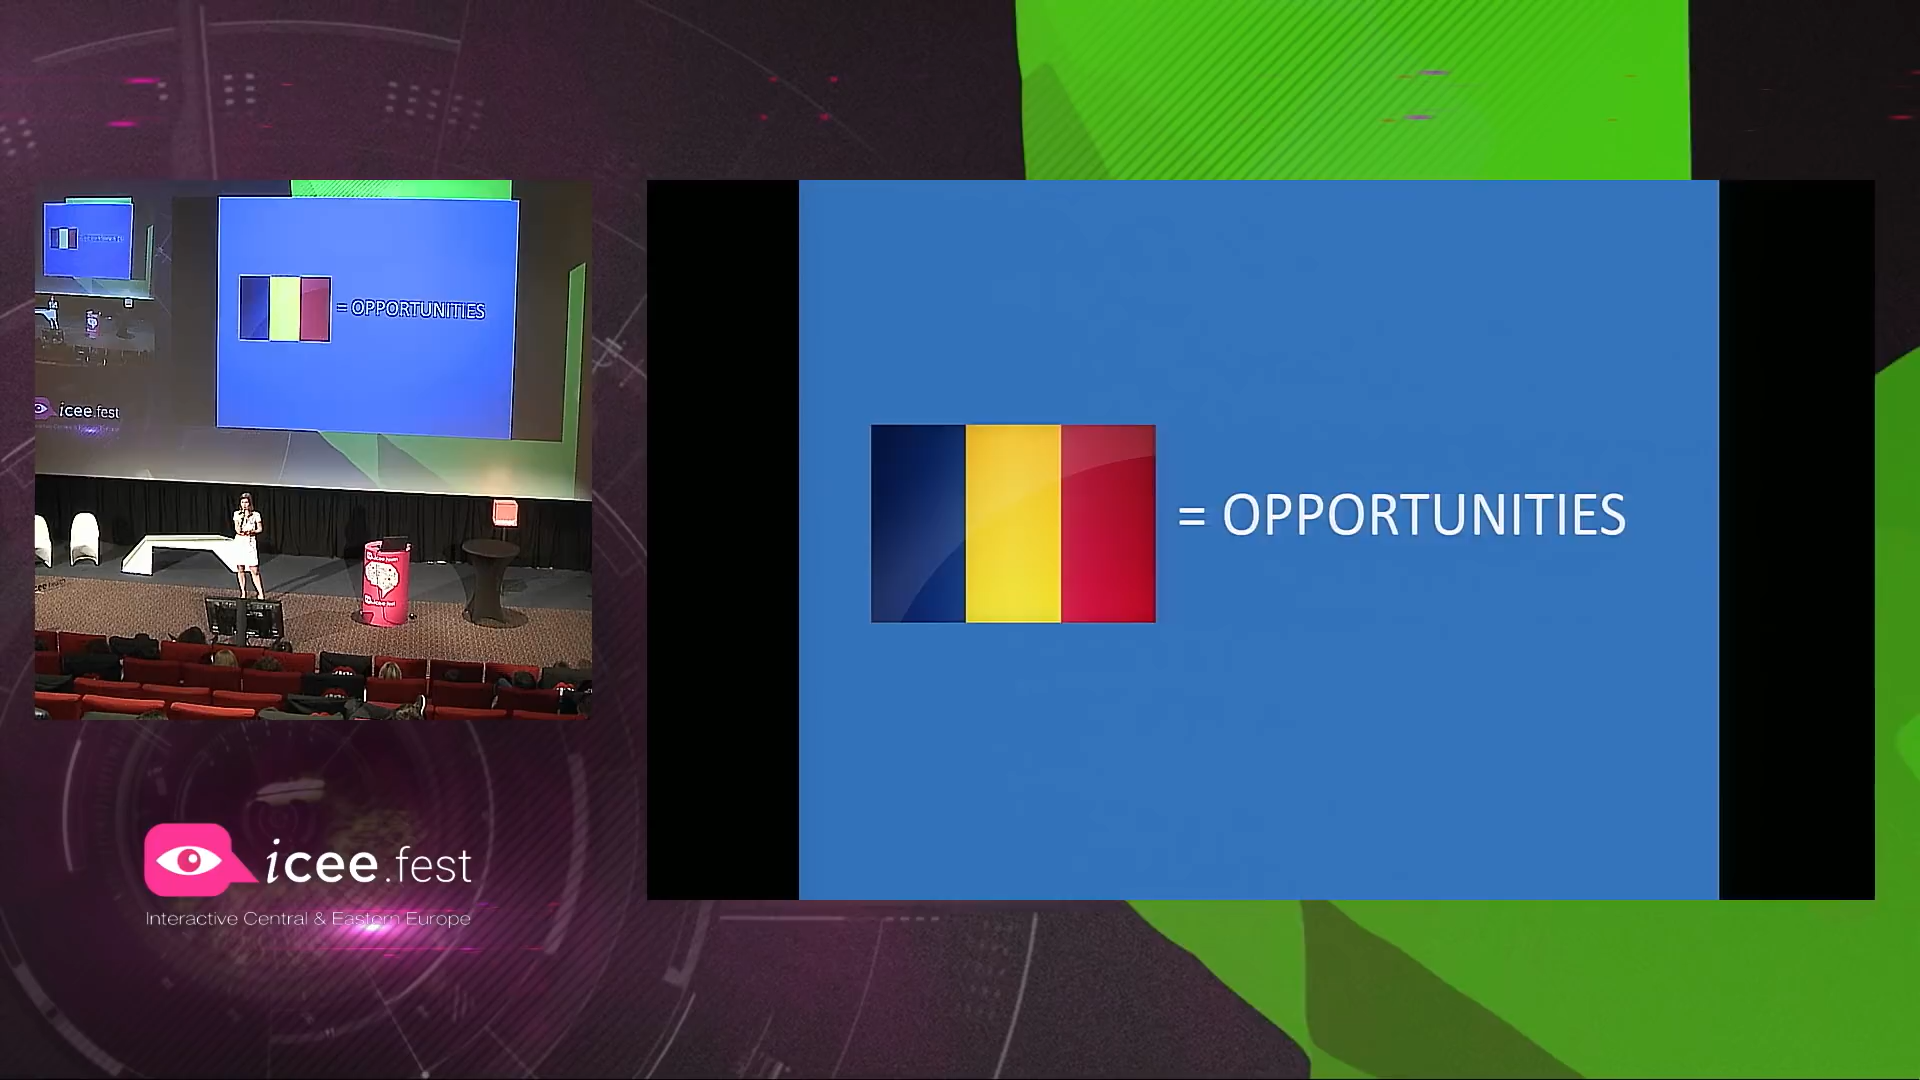 = OPPORTUNITIES
icee.fest
= OPPORTUNITIES
icee.fest
Interactive Central & Eastern Europe